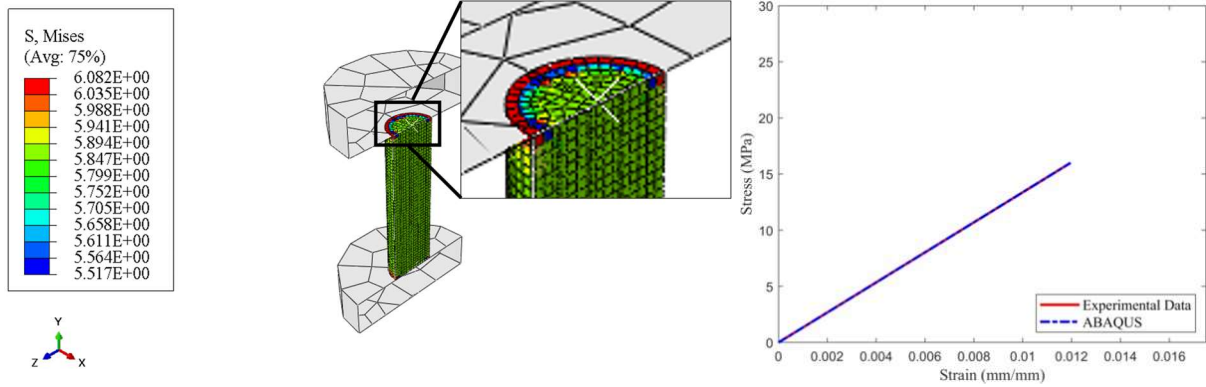 S, Mises
(Avg: 75%)
6.082E+00
6.035E+00
5.988E+00
5.941E+00
5.894E+00
5.847E+00
5.799E+00
5.752E+00
5.705E+00
5.658E+00
5.611E+00
5.564E+00
5.517E+00
Y
Z
X
30
25
20
15
10
5
0
Stress (MPa)
0
0.002
0.004
0.006
0.008
0.01
0.012
0.014
0.016
Strain (mm/mm)
Experimental Data
ABAQUS